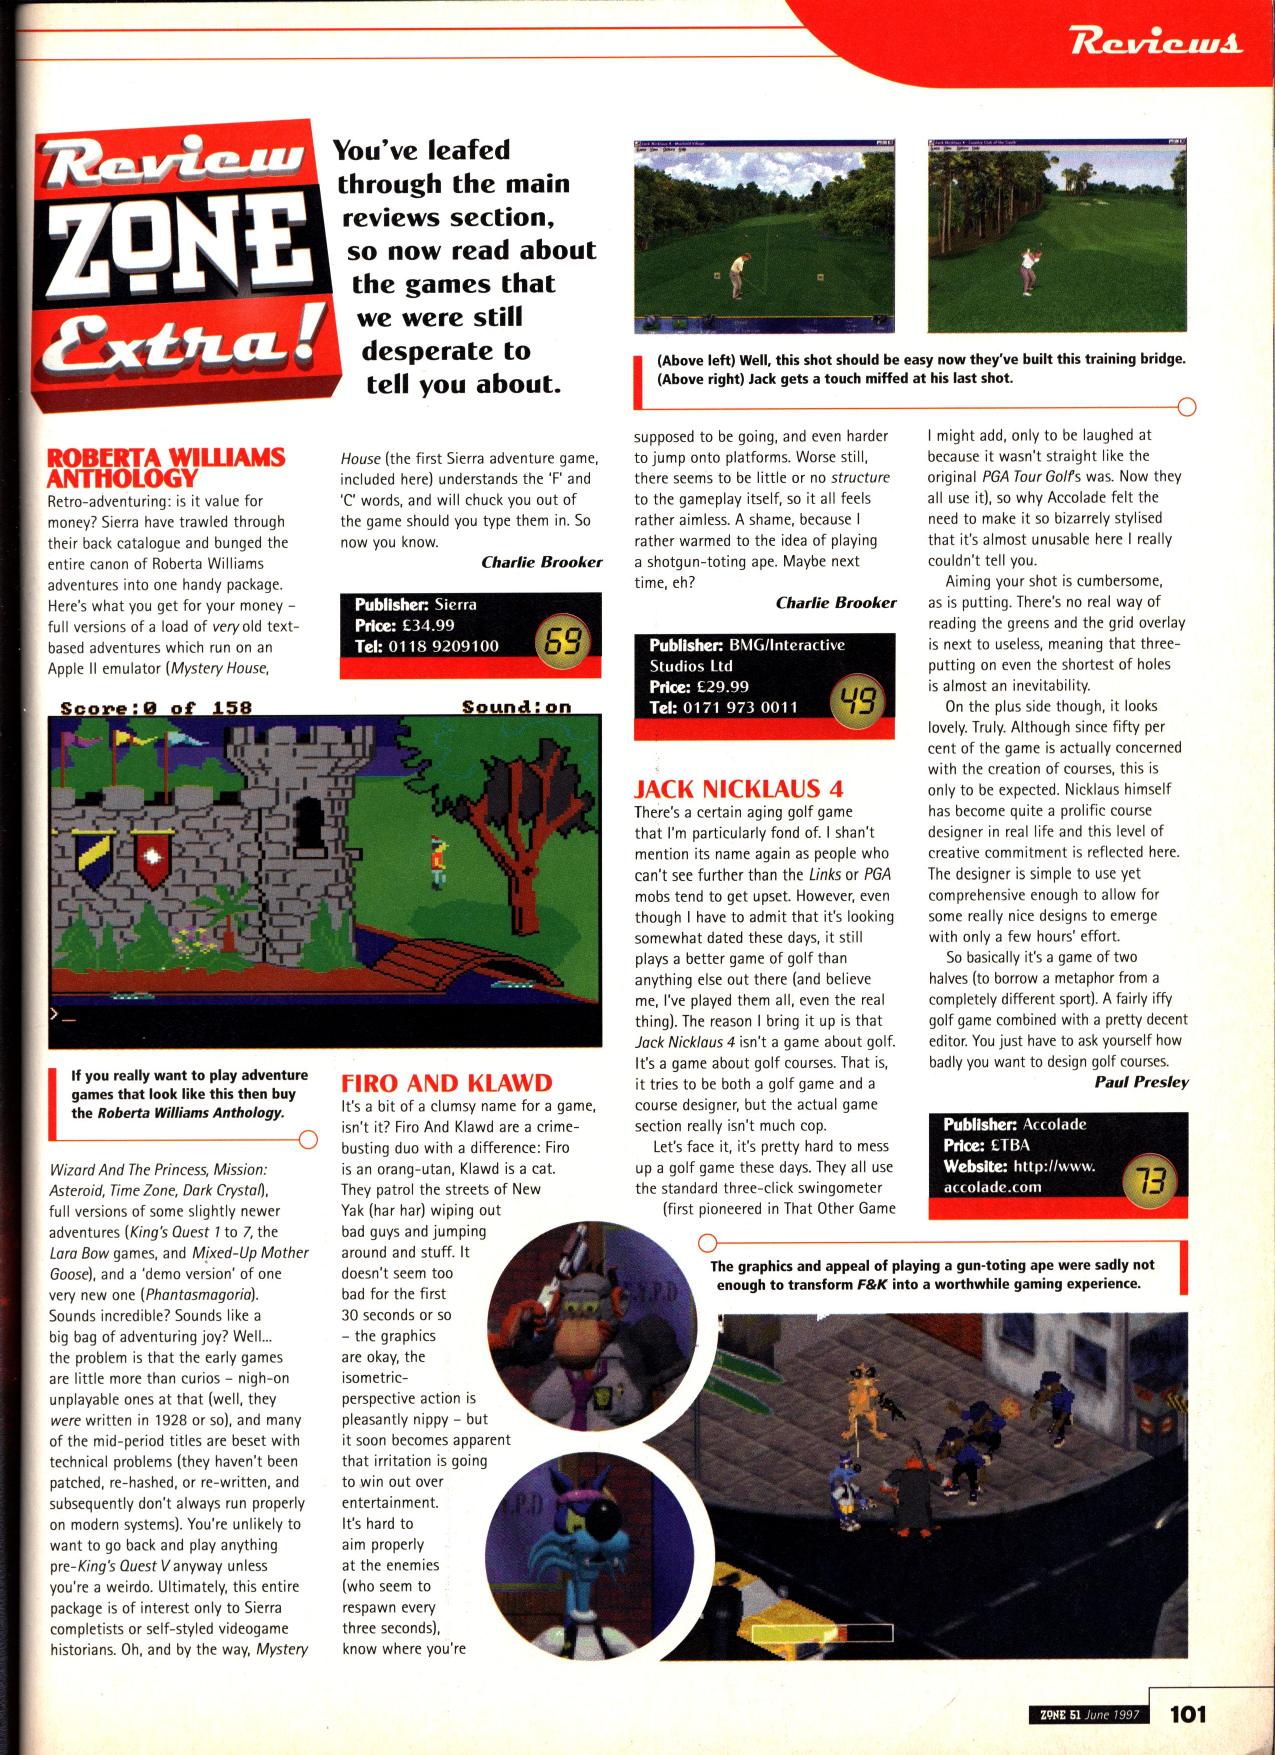 Reviews
Review
ZONE
Extra!
You've leafed
through the main
reviews section,
so now read about
the games that
we were still
desperate to
tell you about.
(Above left) Well, this shot should be easy now they've built this training bridge.
(Above right) Jack gets a touch miffed at his last shot.
ROBERTA WILLIAMS
ANTHOLOGY
Retro-adventuring: is it value for
money? Sierra have trawled through
their back catalogue and bunged the
entire canon of Roberta Williams
adventures into one handy package.
Here's what you get for your money –
full versions of a load of very old text-
based adventures which run on an
Apple II emulator (Mystery House,
Score:0 of 158
Sound:on
>_
If you really want to play adventure
games that look like this then buy
the Roberta Williams Anthology.
Wizard And The Princess, Mission:
Asteroid, Time Zone, Dark Crystal),
full versions of some slightly newer
adventures (King's Quest 1 to 7, the
Lara Bow games, and Mixed-Up Mother
Goose), and a 'demo version' of one
very new one (Phantasmagoria).
Sounds incredible? Sounds like a
big bag of adventuring joy? Well...
the problem is that the early games
are little more than curios – nigh-on
unplayable ones at that (well, they
were written in 1928 or so), and many
of the mid-period titles are beset with
technical problems (they haven't been
patched, re-hashed, or re-written, and
subsequently don't always run properly
on modern systems). You're unlikely to
want to go back and play anything
pre-King's Quest V anyway unless
you're a weirdo. Ultimately, this entire
package is of interest only to Sierra
completists or self-styled videogame
historians. Oh, and by the way, Mystery
House (the first Sierra adventure game,
included here) understands the 'F' and
'C' words, and will chuck you out of
the game should you type them in. So
now you know.
Charlie Brooker
Publisher: Sierra
Price: £34.99
Tel: 0118 9209100
69
FIRO AND KLAWD
It's a bit of a clumsy name for a game,
isn't it? Firo And Klawd are a crime-
busting duo with a difference: Firo
is an orang-utan, Klawd is a cat.
They patrol the streets of New
Yak (har har) wiping out
bad guys and jumping
around and stuff. It
doesn't seem too
bad for the first
30 seconds or so
– the graphics
are okay, the
isometric-
perspective action is
pleasantly nippy – but
it soon becomes apparent
that irritation is going
to win out over
entertainment.
It's hard to
aim properly
at the enemies
(who seem to
respawn every
three seconds),
know where you're
supposed to be going, and even harder
to jump onto platforms. Worse still,
there seems to be little or no structure
to the gameplay itself, so it all feels
rather aimless. A shame, because I
rather warmed to the idea of playing
a shotgun-toting ape. Maybe next
time, eh?
Charlie Brooker
Publisher: BMG/Interactive
Studios Ltd
Price: £29.99
Tel: 0171 973 0011
49
JACK NICKLAUS 4
There's a certain aging golf game
that I'm particularly fond of. I shan't
mention its name again as people who
can't see further than the Links or PGA
mobs tend to get upset. However, even
though I have to admit that it's looking
somewhat dated these days, it still
plays a better game of golf than
anything else out there (and believe
me, I've played them all, even the real
thing). The reason I bring it up is that
Jack Nicklaus 4 isn't a game about golf.
It's a game about golf courses. That is,
it tries to be both a golf game and a
course designer, but the actual game
section really isn't much cop.
Let's face it, it's pretty hard to mess
up a golf game these days. They all use
the standard three-click swingometer
(first pioneered in That Other Game
I might add, only to be laughed at
because it wasn't straight like the
original PGA Tour Golf's was. Now they
all use it), so why Accolade felt the
need to make it so bizarrely stylised
that it's almost unusable here I really
couldn't tell you.
Aiming your shot is cumbersome,
as is putting. There's no real way of
reading the greens and the grid overlay
is next to useless, meaning that three-
putting on even the shortest of holes
is almost an inevitability.
On the plus side though, it looks
lovely. Truly. Although since fifty per
cent of the game is actually concerned
with the creation of courses, this is
only to be expected. Nicklaus himself
has become quite a prolific course
designer in real life and this level of
creative commitment is reflected here.
The designer is simple to use yet
comprehensive enough to allow for
some really nice designs to emerge
with only a few hours' effort.
So basically it's a game of two
halves (to borrow a metaphor from a
completely different sport). A fairly iffy
golf game combined with a pretty decent
editor. You just have to ask yourself how
badly you want to design golf courses.
Paul Presley
Publisher: Accolade
Price: £TBA
Website: http://www.
accolade.com
73
The graphics and appeal of playing a gun-toting ape were sadly not
enough to transform F&K into a worthwhile gaming experience.
ZONE 51 June 1997
101